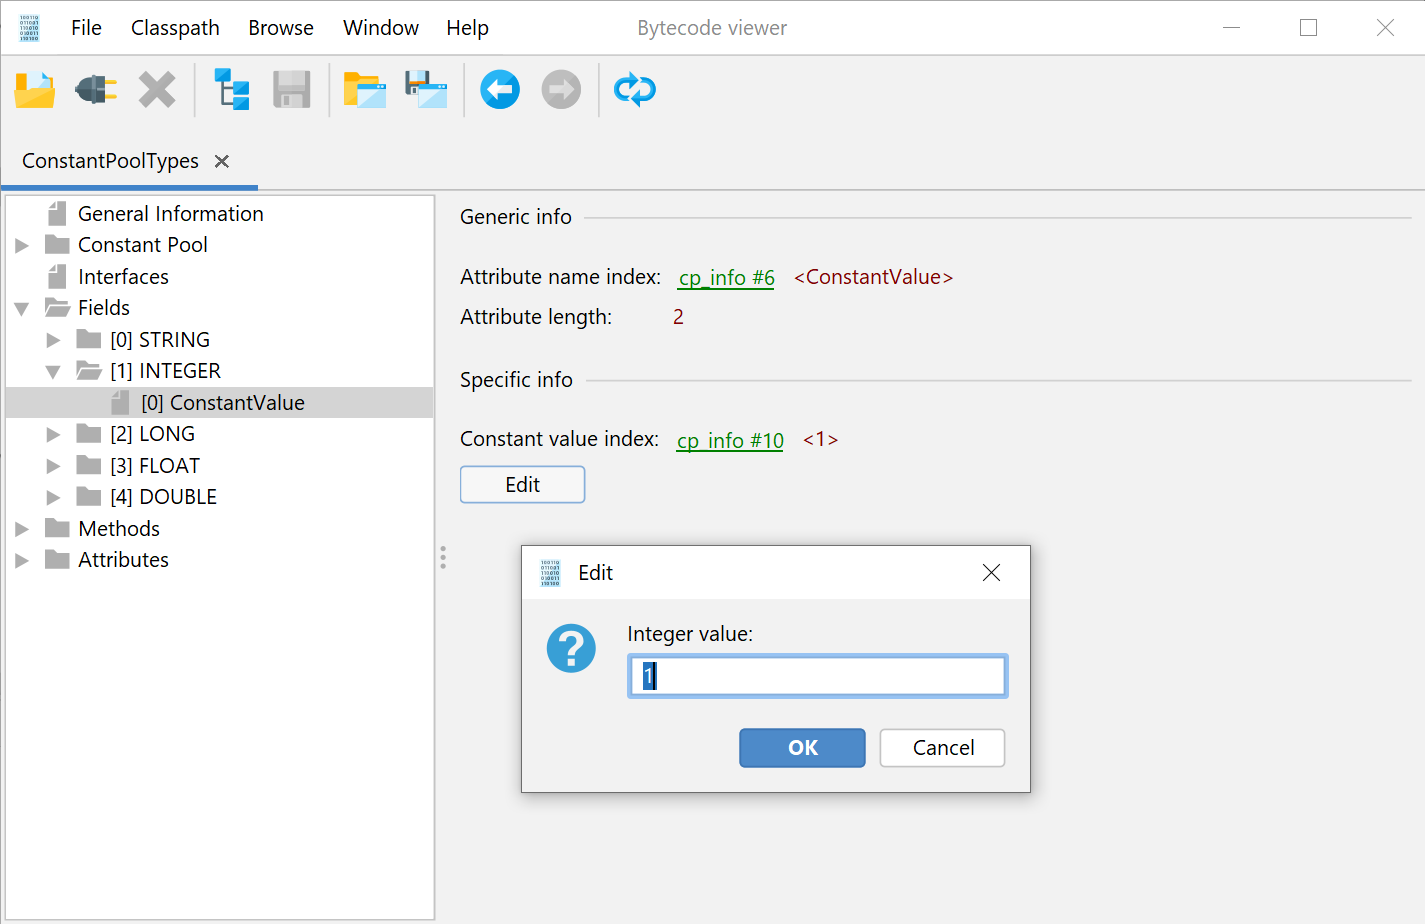 File Classpath Browse Window Help Bytecode viewer
ConstantPoolTypes
General Information
Constant Pool
Interfaces
Fields
[0] STRING
[1] INTEGER
[0] ConstantValue
[2] LONG
[3] FLOAT
[4] DOUBLE
Methods
Attributes
Generic info
Attribute name index: cp_info #6 <ConstantValue>
Attribute length: 2
Specific info
Constant value index: cp_info #10 <1>
Edit
Edit
Integer value:
1
OK Cancel